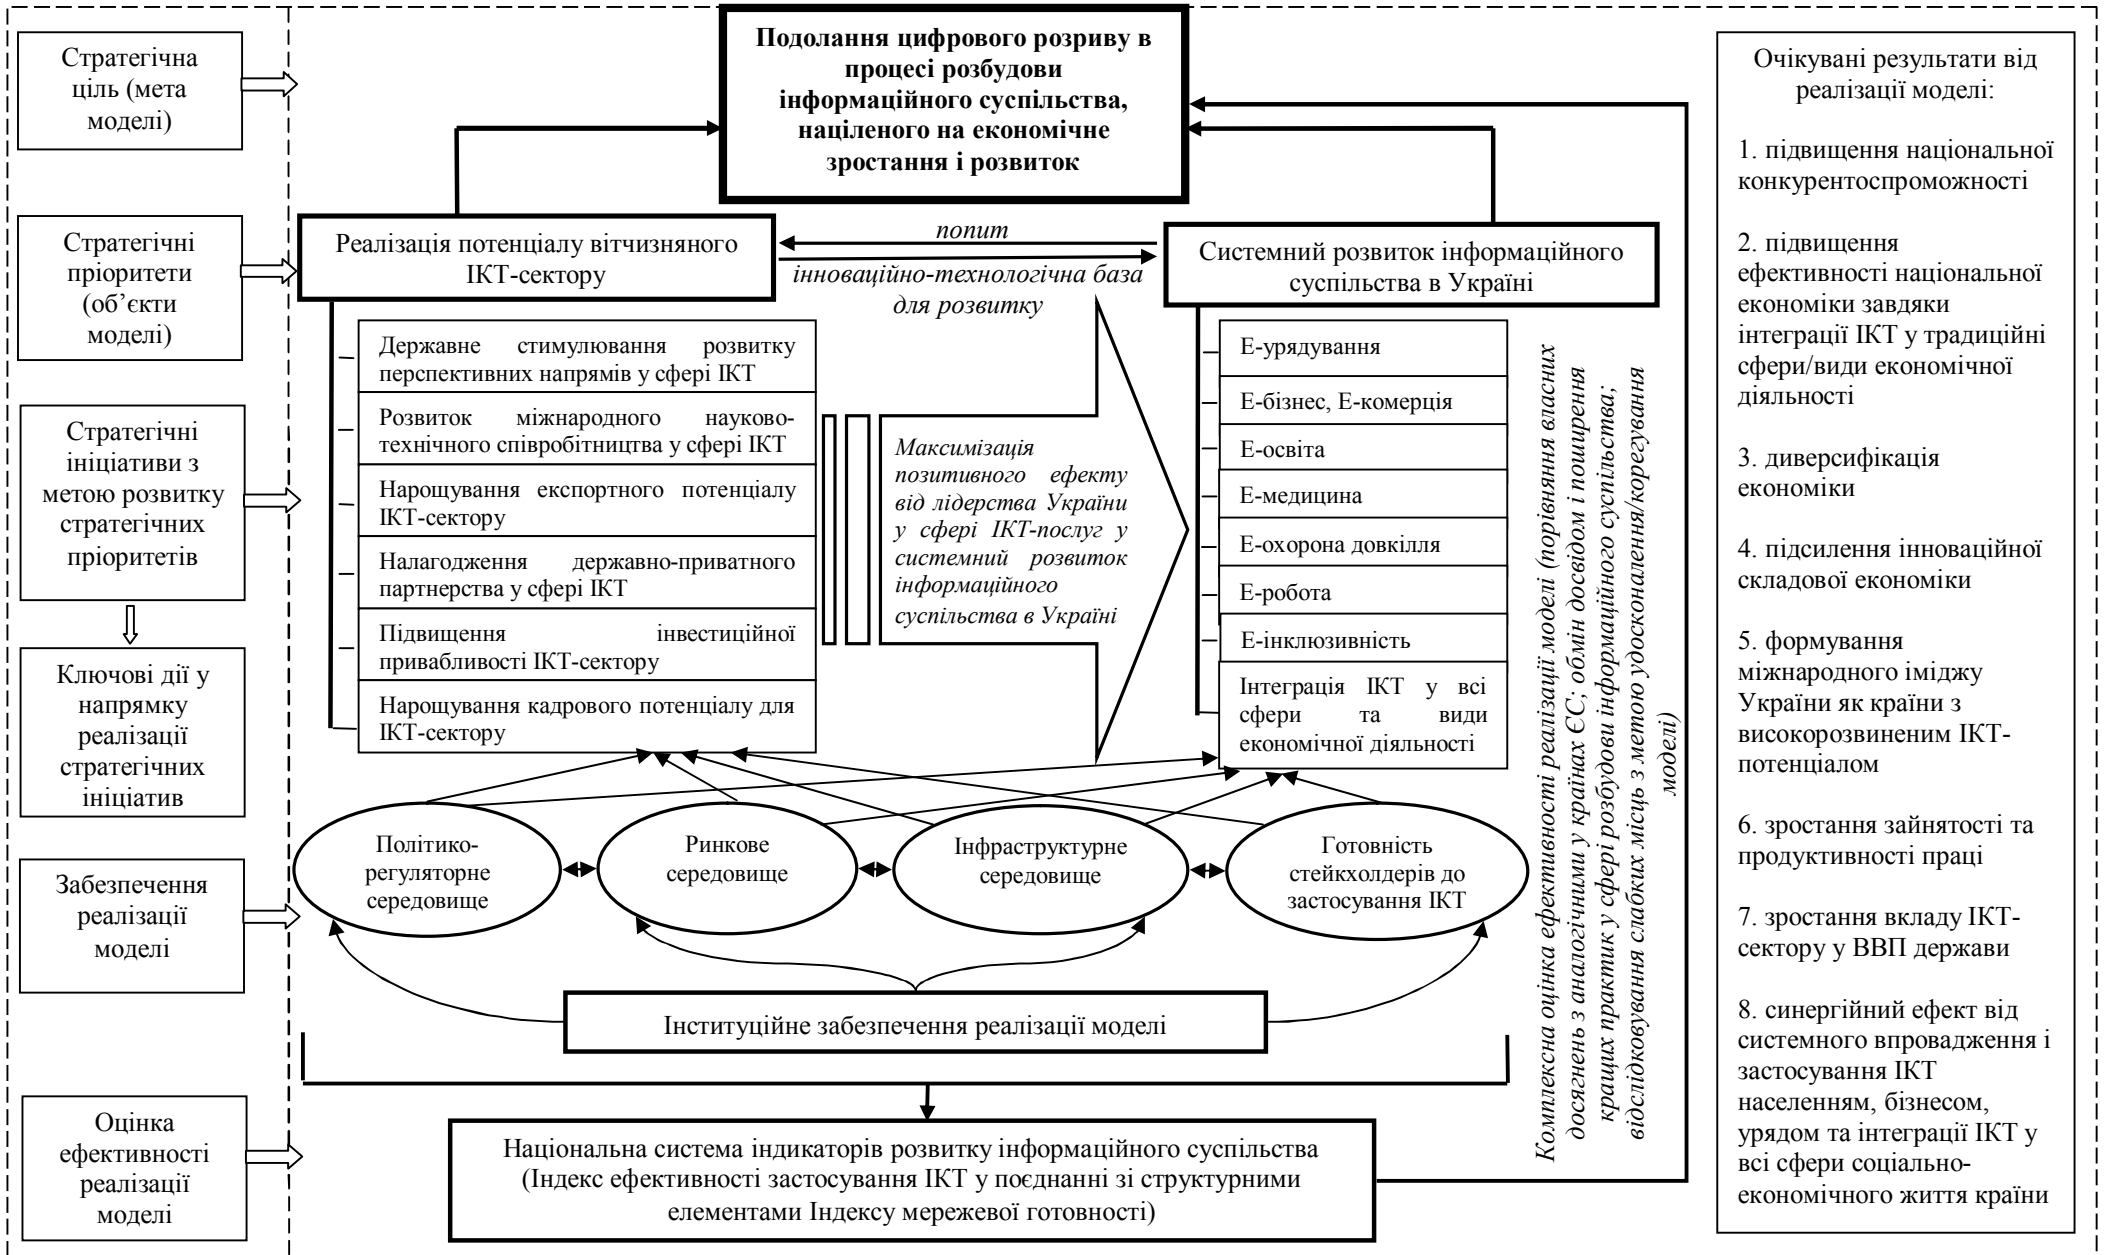 Стратегічна
ціль (мета
моделі)
Стратегічні
пріоритети
(об’єкти
моделі)
Стратегічні
ініціативи з
метою розвитку
стратегічних
пріоритетів
Ключові дії у
напрямку
реалізації
стратегічних
ініціатив
Забезпечення
реалізації
моделі
Оцінка
ефективності
реалізації
моделі
Подолання цифрового розриву в
процесі розбудови
інформаційного суспільства,
націленого на економічне
зростання і розвиток
Реалізація потенціалу вітчизняного
ІКТ-сектору
попит
інноваційно-технологічна база
для розвитку
Системний розвиток інформаційного
суспільства в Україні
Державне стимулювання розвитку
перспективних напрямів у сфері ІКТ
Розвиток міжнародного науково-
технічного співробітництва у сфері ІКТ
Нарощування експортного потенціалу
ІКТ-сектору
Налагодження державно-приватного
партнерства у сфері ІКТ
Підвищення інвестиційної
привабливості ІКТ-сектору
Нарощування кадрового потенціалу для
ІКТ-сектору
Максимізація
позитивного ефекту
від лідерства України
у сфері ІКТ-послуг у
системний розвиток
інформаційного
суспільства в Україні
Е-урядування
Е-бізнес, Е-комерція
Е-освіта
Е-медицина
Е-охорона довкілля
Е-робота
Е-інклюзивність
Інтеграція ІКТ у всі
сфери та види
економічної діяльності
Політико-
регуляторне
середовище
Ринкове
середовище
Інфраструктурне
середовище
Готовність
стейкхолдерів до
застосування ІКТ
Інституційне забезпечення реалізації моделі
Національна система індикаторів розвитку інформаційного суспільства
(Індекс ефективності застосування ІКТ у поєднанні зі структурними
елементами Індексу мережевої готовності)
Комплексна оцінка ефективності реалізації моделі (порівняння власних
досягнень з аналогічними у країнах ЄС; обмін досвідом і поширення
кращих практик у сфері розбудови інформаційного суспільства;
відслідковування слабких місць з метою удосконалення/корегування
моделі)
Очікувані результати від
реалізації моделі:
1. підвищення національної
конкурентоспроможності
2. підвищення
ефективності національної
економіки завдяки
інтеграції ІКТ у традиційні
сфери/види економічної
діяльності
3. диверсифікація
економіки
4. підсилення інноваційної
складової економіки
5. формування
міжнародного іміджу
України як країни з
високорозвиненим ІКТ-
потенціалом
6. зростання зайнятості та
продуктивності праці
7. зростання вкладу ІКТ-
сектору у ВВП держави
8. синергійний ефект від
системного впровадження і
застосування ІКТ
населенням, бізнесом,
урядом та інтеграції ІКТ у
всі сфери соціально-
економічного життя країни